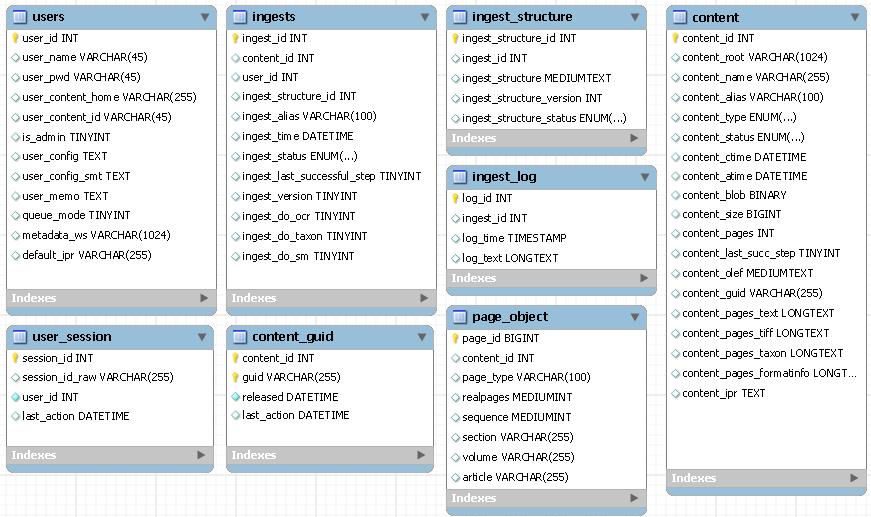 users
user_id INT
user_name VARCHAR(45)
user_pwd VARCHAR(45)
user_content_home VARCHAR(255)
user_content_id VARCHAR(45)
is_admin TINYINT
user_config TEXT
user_config_smt TEXT
user_memo TEXT
queue_mode TINYINT
metadata_ws VARCHAR(1024)
default_ipr VARCHAR(255)
Indexes
ingests
ingest_id INT
content_id INT
user_id INT
ingest_structure_id INT
ingest_alias VARCHAR(100)
ingest_time DATETIME
ingest_status ENUM(...)
ingest_last_successful_step TINYINT
ingest_version TINYINT
ingest_do_ocr TINYINT
ingest_do_taxon TINYINT
ingest_do_sm TINYINT
Indexes
ingest_structure
ingest_structure_id INT
ingest_id INT
ingest_structure MEDIUMTEXT
ingest_structure_version INT
ingest_structure_status ENUM(...)
Indexes
ingest_log
log_id INT
ingest_id INT
log_time TIMESTAMP
log_text LONGTEXT
Indexes
content
content_id INT
content_root VARCHAR(1024)
content_name VARCHAR(255)
content_alias VARCHAR(100)
content_type ENUM(...)
content_status ENUM(...)
content_ctime DATETIME
content_atime DATETIME
content_blob BINARY
content_size BIGINT
content_pages INT
content_last_succ_step TINYINT
content_olef MEDIUMTEXT
content_guid VARCHAR(255)
content_pages_text LONGTEXT
content_pages_tiff LONGTEXT
content_pages_taxon LONGTEXT
content_pages_formatinfo LONGT...
content_ipr TEXT
Indexes
user_session
session_id INT
session_id_raw VARCHAR(255)
user_id INT
last_action DATETIME
Indexes
content_guid
content_id INT
guid VARCHAR(255)
released DATETIME
last_action DATETIME
Indexes
page_object
page_id BIGINT
content_id INT
page_type VARCHAR(100)
realpages MEDIUMINT
sequence MEDIUMINT
section VARCHAR(255)
volume VARCHAR(255)
article VARCHAR(255)
Indexes